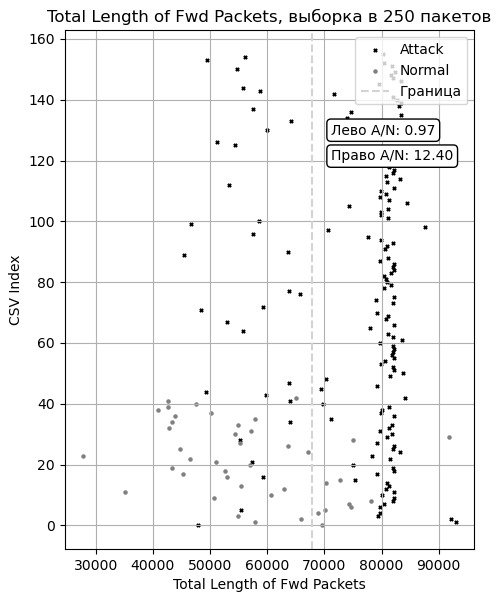 Total Length of Fwd Packets, выборка в 250 пакетов
160
140
120
100
80
60
40
20
0
CSV Index
Attack
Normal
Граница
Лево A/N: 0.97
Право A/N: 12.40
30000 40000 50000 60000 70000 80000 90000
Total Length of Fwd Packets